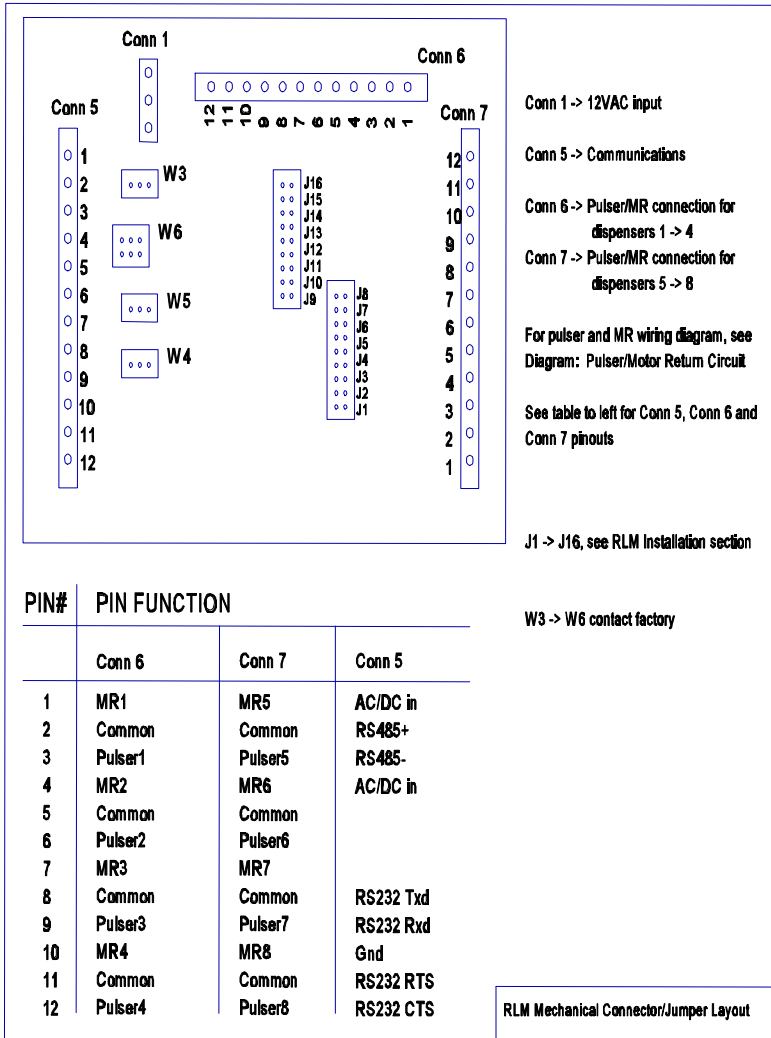 Conn 1
Conn 6
Conn 5
Conn 7
12 11 10 9 8 7 6 5 4 3 2 1
1
2
3
4
5
6
7
8
9
10
11
12
W3
W6
W5
W4
J16
J15
J14
J13
J12
J11
J10
J9
J8
J7
J6
J5
J4
J3
J2
J1
12
11
10
9
8
7
6
5
4
3
2
1
Conn 1 -> 12VAC input
Conn 5 -> Communications
Conn 6 -> Pulser/MR connection for
dispensers 1 -> 4
Conn 7 -> Pulser/MR connection for
dispensers 5 -> 8
For pulser and MR wiring diagram, see
Diagram: Pulser/Motor Return Circuit
See table to left for Conn 5, Conn 6 and
Conn 7 pinouts
J1 -> J16, see RLM Installation section
W3 -> W6 contact factory
PIN# PIN FUNCTION
Conn 6 Conn 7 Conn 5
1 MR1 MR5 AC/DC in
2 Common Common RS485+
3 Pulser1 Pulser5 RS485-
4 MR2 MR6 AC/DC in
5 Common Common
6 Pulser2 Pulser6
7 MR3 MR7
8 Common Common RS232 Txd
9 Pulser3 Pulser7 RS232 Rxd
10 MR4 MR8 Gnd
11 Common Common RS232 RTS
12 Pulser4 Pulser8 RS232 CTS
RLM Mechanical Connector/Jumper Layout